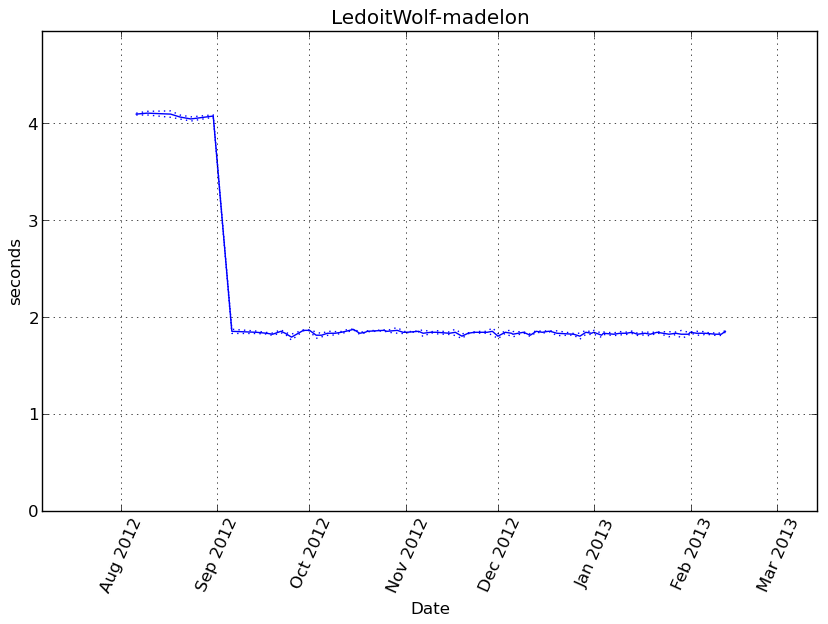 LedoitWolf-madelon
seconds
4
3
2
1
0
Aug 2012
Sep 2012
Oct 2012
Nov 2012
Dec 2012
Jan 2013
Feb 2013
Mar 2013
Date